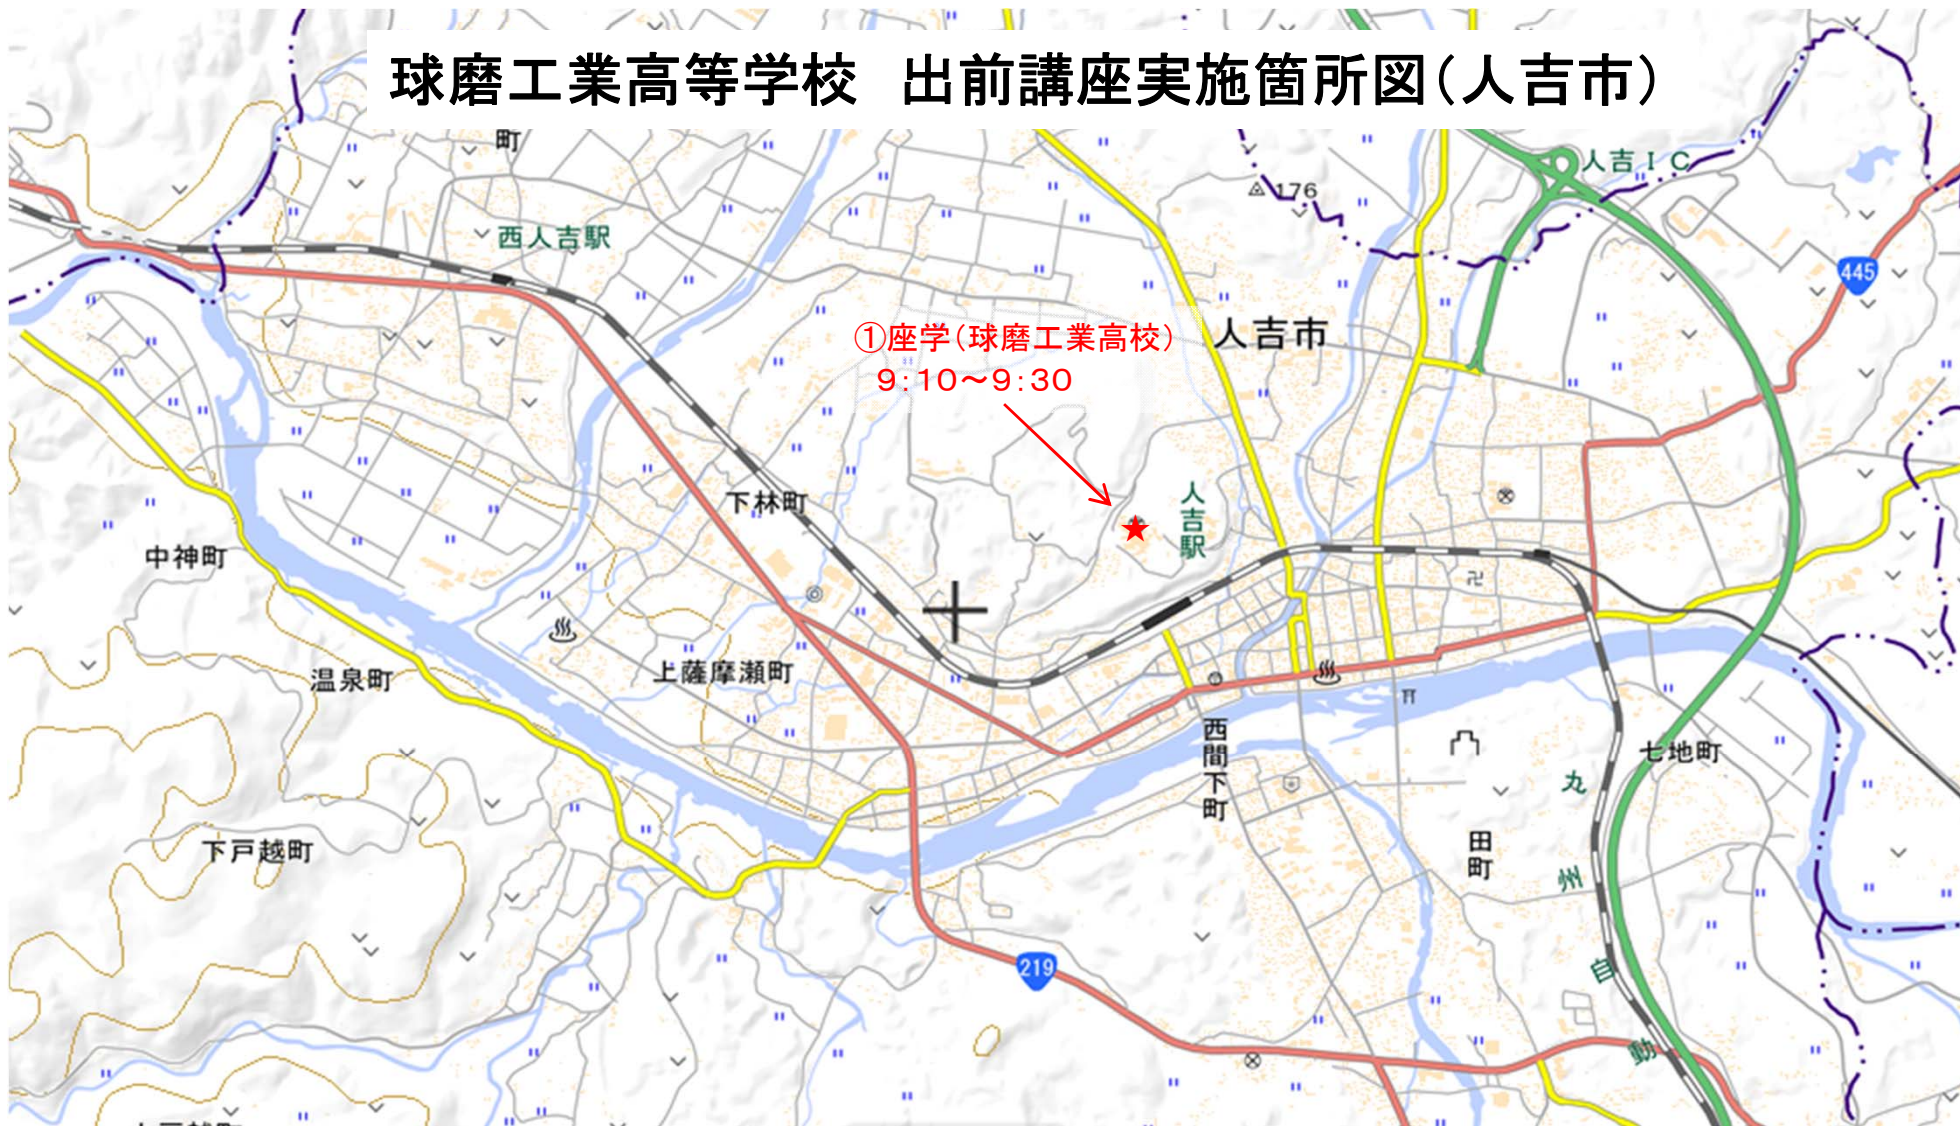 球磨工業高等学校　出前講座実施箇所図（人吉市）
町
人吉ＩＣ
176
西人吉駅
445
①座学（球磨工業高校）
９：１０～９：３０
人吉市
人吉駅
下林町
中神町
温泉町
上薩摩瀬町
西間下町
七地町
下戸越町
田町
219
九
州
自
動